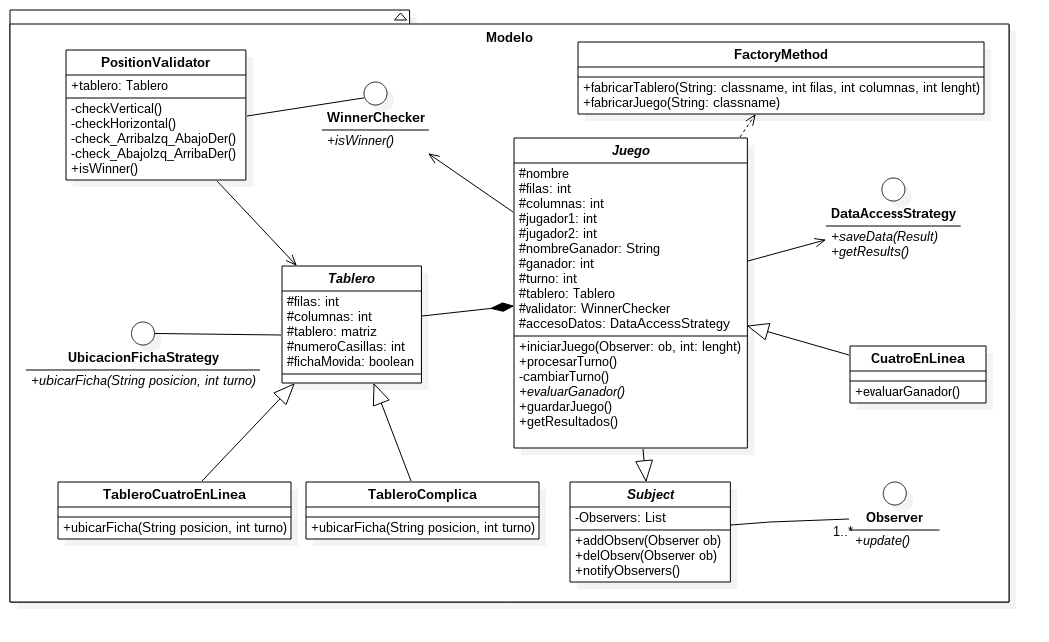 Modelo
PositionValidator
+tablero: Tablero
-checkVertical()
-checkHorizontal()
-check_ArribaIzq_AbajoDer()
-check_AbajoIzq_ArribaDer()
+isWinner()
WinnerChecker
+isWinner()
FactoryMethod
+fabricarTablero(String: classname, int filas, int columnas, int lenght)
+fabricarJuego(String: classname)
Juego
#nombre
#filas: int
#columnas: int
#jugador1: int
#jugador2: int
#nombreGanador: String
#ganador: int
#turno: int
#tablero: Tablero
#validator: WinnerChecker
#accesoDatos: DataAccessStrategy
+iniciarJuego(Observer: ob, int: lenght)
+procesarTurno()
-cambiarTurno()
+evaluarGanador()
+guardarJuego()
+getResultados()
DataAccessStrategy
+saveData(Result)
+getResults()
Tablero
#filas: int
#columnas: int
#tablero: matriz
#numeroCasillas: int
#fichaMovida: boolean
UbicacionFichaStrategy
+ubicarFicha(String posicion, int turno)
CuatroEnLinea
+evaluarGanador()
TableroCuatroEnLinea
+ubicarFicha(String posicion, int turno)
TableroComplica
+ubicarFicha(String posicion, int turno)
Subject
-Observers: List
+addObserv(Observer ob)
+delObserv(Observer ob)
+notifyObservers()
Observer
1..*
+update()